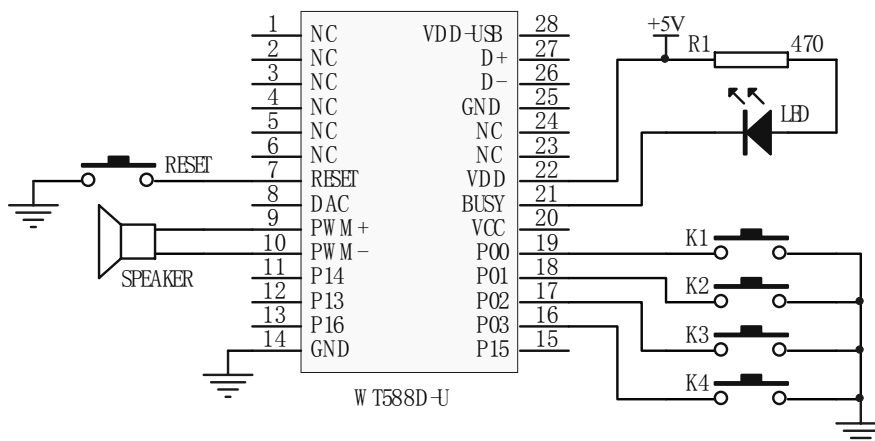 1 NC
2 NC
3 NC
4 NC
5 NC
6 NC
7 RESET
8 DAC
9 PWM+
10 PWM-
11 P14
12 P13
13 P16
14 GND
VDD-USB 28
D+ 27
D- 26
GND 25
NC 24
NC 23
VDD 22
BUSY 21
VCC 20
P00 19
P01 18
P02 17
P03 16
P15 15
RESET
SPEAKER
+5V
R1 470
LED
K1
K2
K3
K4
WT588D-U